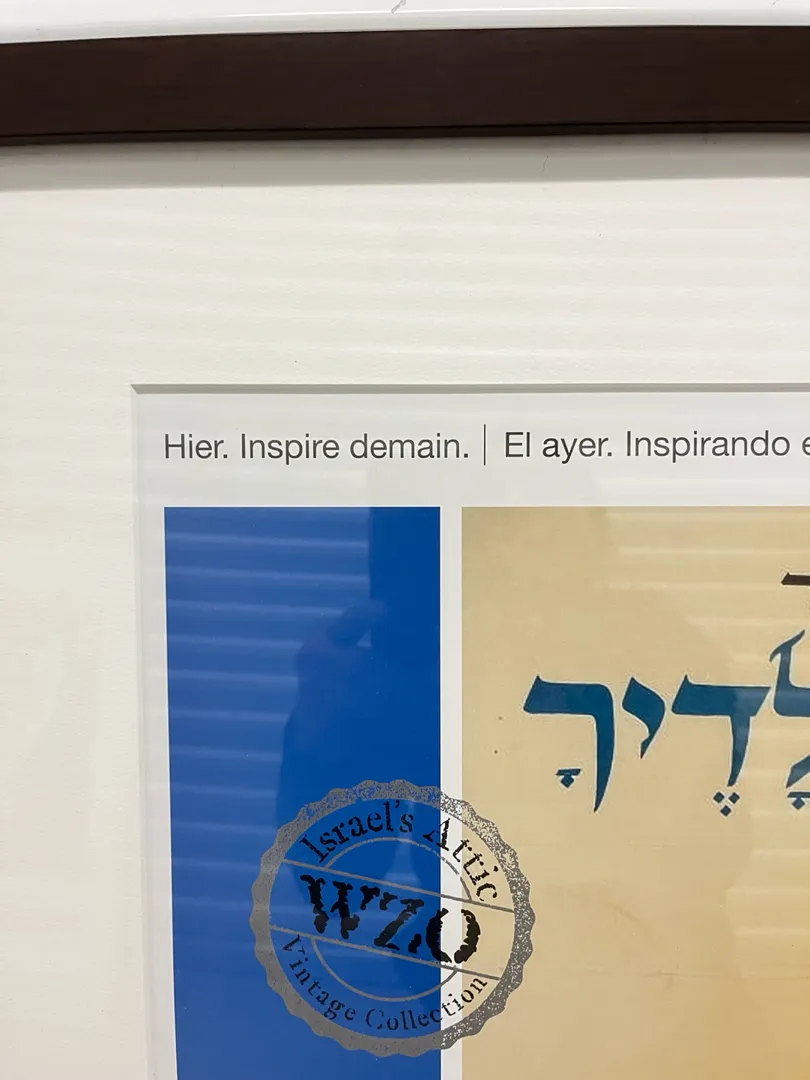 Hier. Inspire demain. | El ayer. Inspirando
Israel's Attic
WZO
Vintage Collection